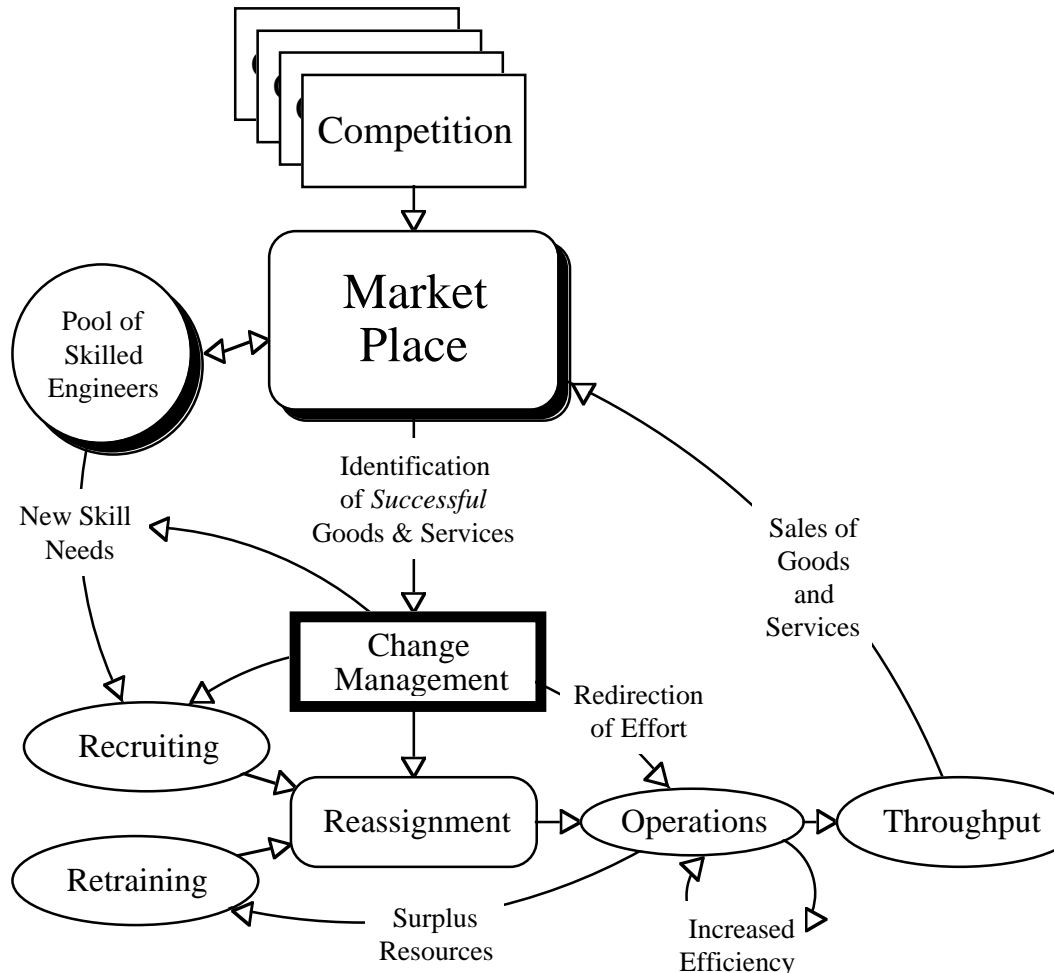 Competition
Market
Place
Pool of
Skilled
Engineers
Identification
of Successful
Goods & Services
New Skill
Needs
Sales of
Goods
and
Services
Change
Management
Redirection
of Effort
Recruiting
Reassignment
Operations
Throughput
Retraining
Surplus
Resources
Increased
Efficiency